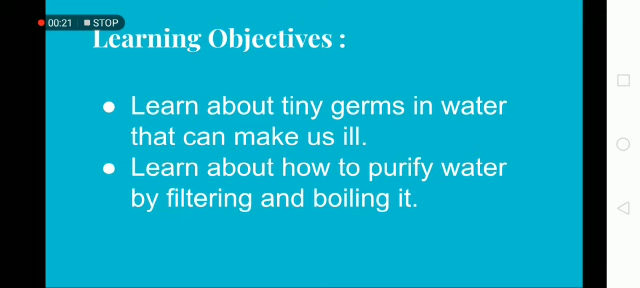 00:21 STOP
Learning Objectives :
● Learn about tiny germs in water
that can make us ill.
● Learn about how to purify water
by filtering and boiling it.